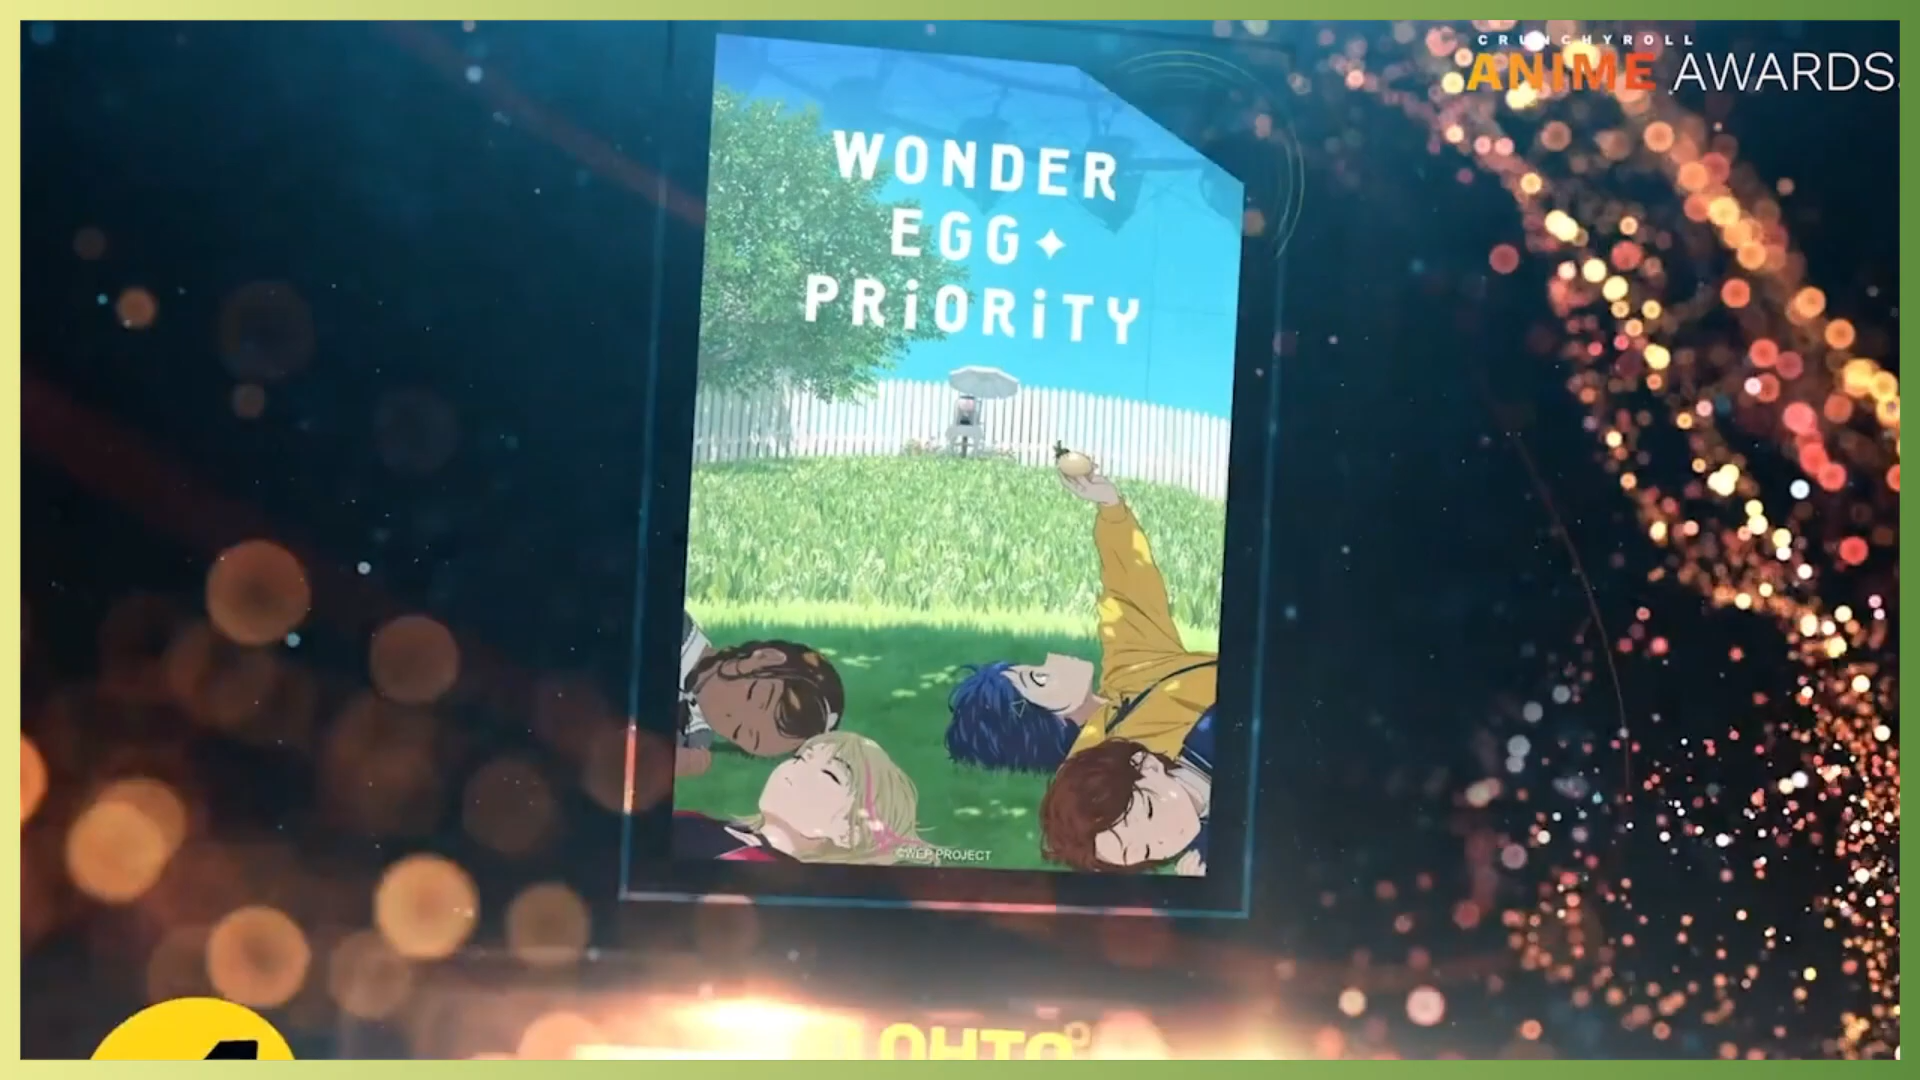 CRUNCHYROLL
ANIME AWARDS
WONDER
EGG✦
PRiORiTY
©WEP PROJECT